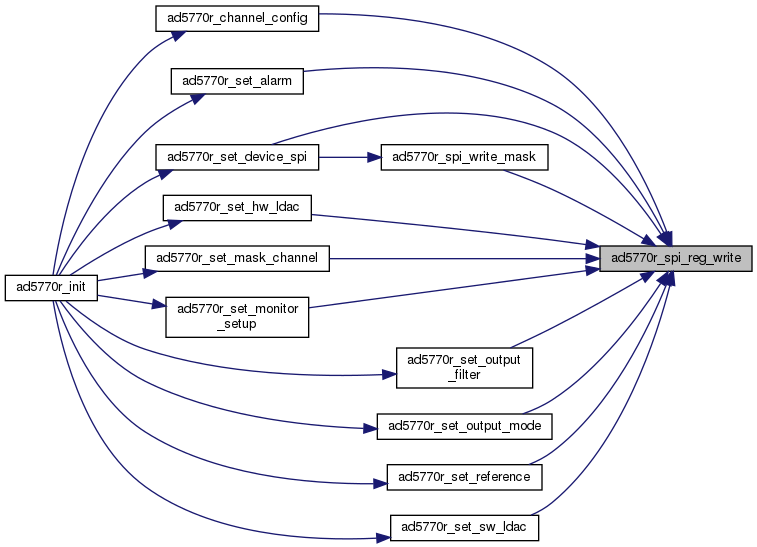 ad5770r_channel_config
ad5770r_set_alarm
ad5770r_set_device_spi
ad5770r_spi_write_mask
ad5770r_set_hw_ldac
ad5770r_set_mask_channel
ad5770r_spi_reg_write
ad5770r_init
ad5770r_set_monitor
_setup
ad5770r_set_output
_filter
ad5770r_set_output_mode
ad5770r_set_reference
ad5770r_set_sw_ldac